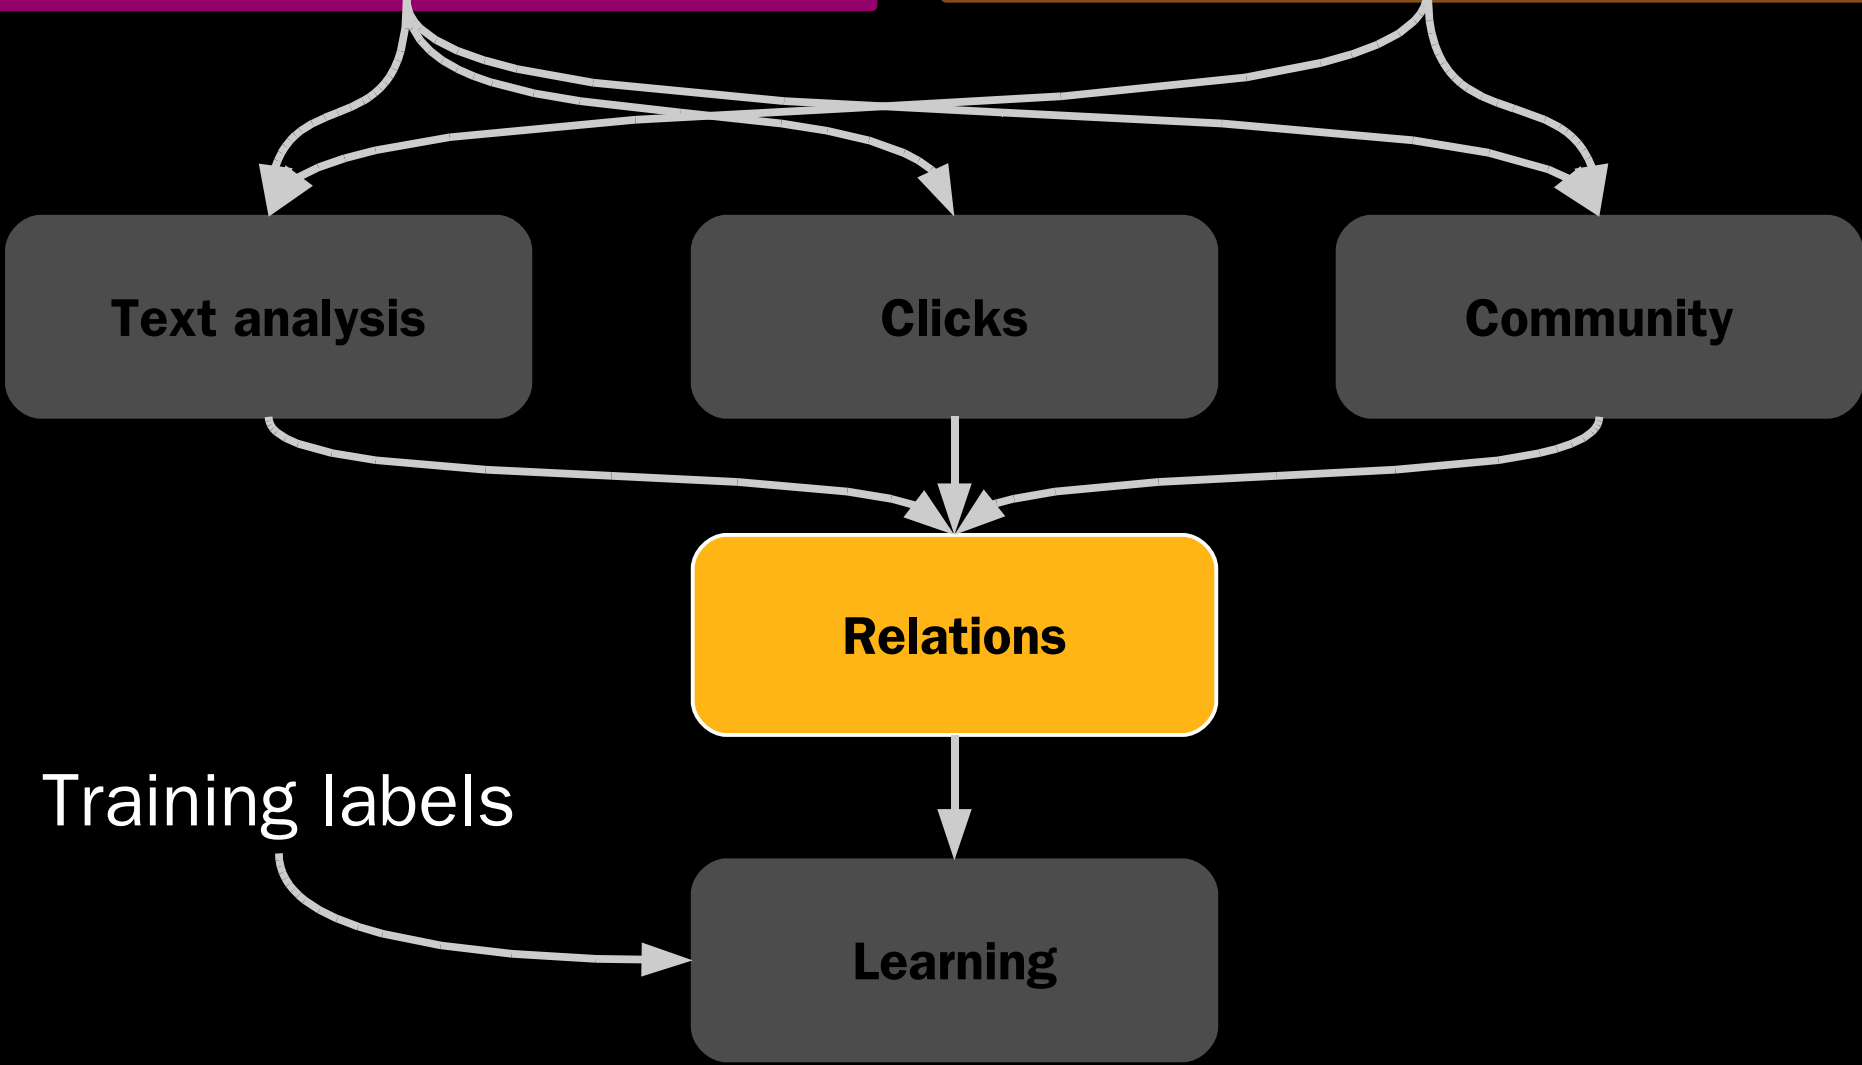 Text analysis
Clicks
Community
Relations
Training labels
Learning